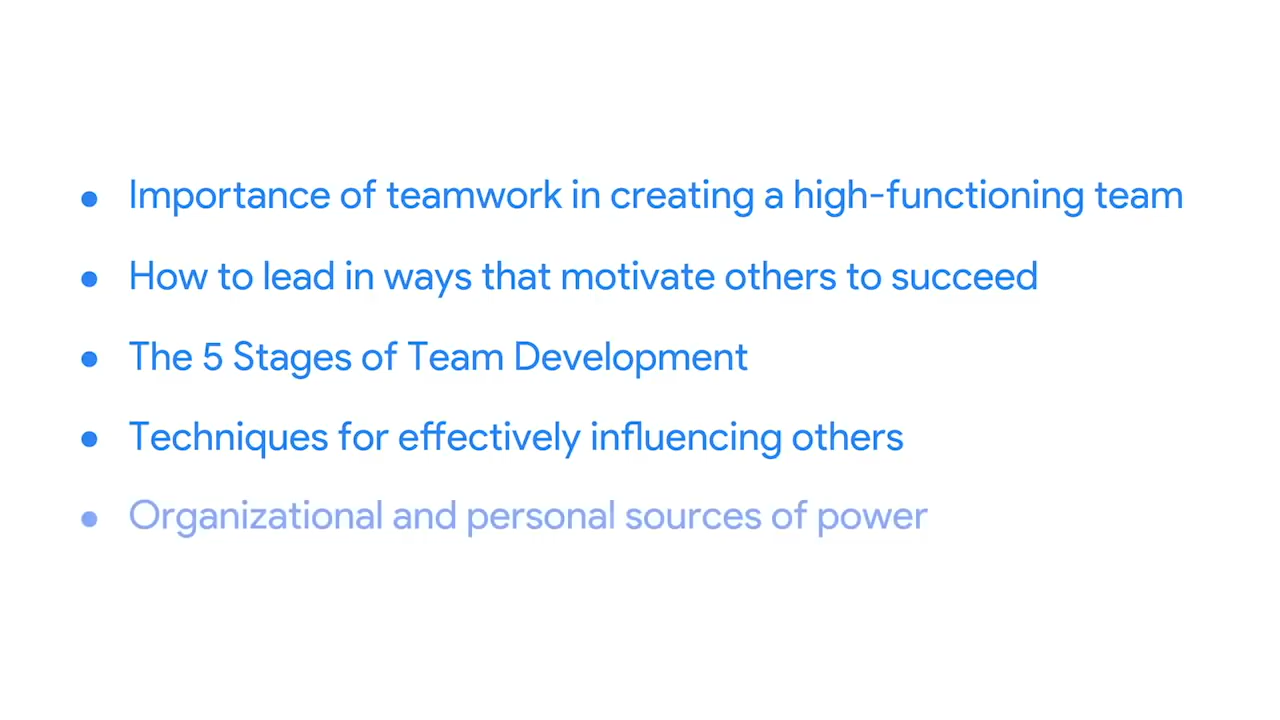 • Importance of teamwork in creating a high-functioning team
• How to lead in ways that motivate others to succeed
• The 5 Stages of Team Development
• Techniques for effectively influencing others
• Organizational and personal sources of power